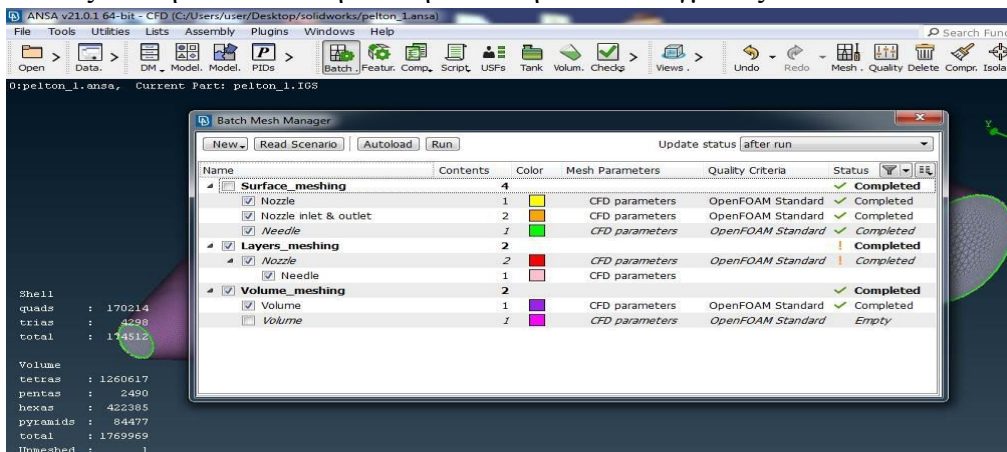 ANSA v21.0.1 64-bit - CFD (C:/Users/user/Desktop/solidworks/pelton_1.ansa)
File Tools Utilities Lists Assembly Plugins Windows Help
Search Func
Open Data. DM Model. Model. PIDs Batch. Featur. Comp. Script. USFs Tank Volum. Checks Views. Undo Redo Mesh. Quality Delete Compr. Isola
0:pelton_1.ansa, Current Part: pelton_1.IGS
Batch Mesh Manager
New Read Scenario Autoload Run Update status after run
Name Contents Color Mesh Parameters Quality Criteria Status
Surface_meshing 4 Completed
Nozzle 1 CFD parameters OpenFOAM Standard Completed
Nozzle inlet & outlet 2 CFD parameters OpenFOAM Standard Completed
Needle 1 CFD parameters OpenFOAM Standard Completed
Layers_meshing 2 Completed
Nozzle 2 CFD parameters OpenFOAM Standard Completed
Needle 1 CFD parameters
Volume_meshing 2 Completed
Volume 1 CFD parameters OpenFOAM Standard Completed
Volume 1 CFD parameters OpenFOAM Standard Empty
Y
Shell
quads : 170214
trias : 4298
total : 174512
Volume
tetras : 1260617
pentas : 2490
hexas : 422385
pyramids : 84477
total : 1769969
Unmeshed : 1